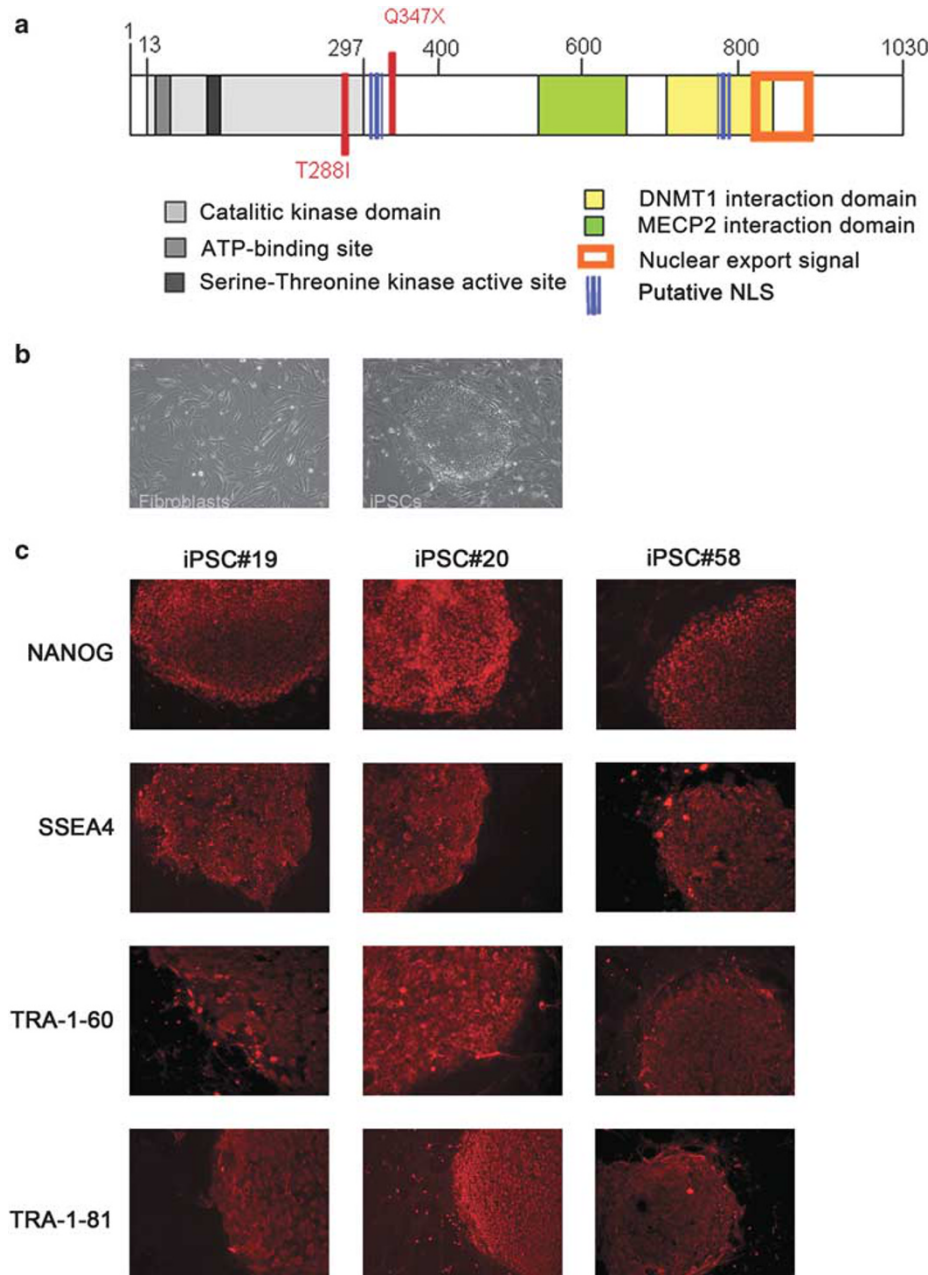 a
Q347X
1 13 297 400 600 800 1030
T288I
Catalitic kinase domain
ATP-binding site
Serine-Threonine kinase active site
DNMT1 interaction domain
MECP2 interaction domain
Nuclear export signal
Putative NLS
b
Fibroblasts
iPSCs
c
iPSC#19 iPSC#20 iPSC#58
NANOG
SSEA4
TRA-1-60
TRA-1-81